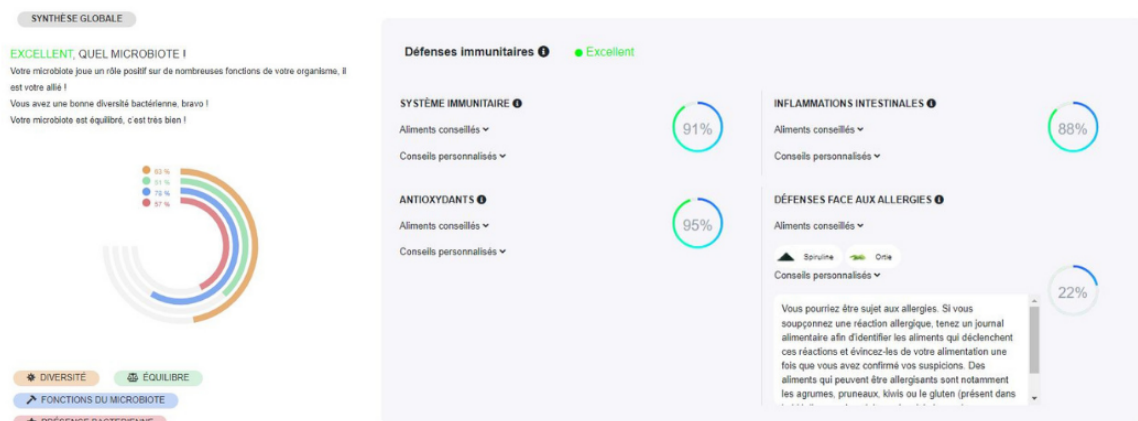 SYNTHÈSE GLOBALE
EXCELLENT, QUEL MICROBIOTE !
Votre microbiote joue un rôle positif sur de nombreuses fonctions de votre organisme, il
est votre allié !
Vous avez une bonne diversité bactérienne, bravo !
Votre microbiote est équilibré, c'est très bien !
51 %
57 %
DIVERSITÉ
ÉQUILIBRE
FONCTIONS DU MICROBIOTE
PRÉSENCE BACTÉRIENNE
Défenses immunitaires
Excellent
SYSTÈME IMMUNITAIRE
Aliments conseillés
Conseils personnalisés
91%
INFLAMMATIONS INTESTINALES
Aliments conseillés
Conseils personnalisés
88%
ANTIOXYDANTS
Aliments conseillés
Conseils personnalisés
95%
DÉFENSES FACE AUX ALLERGIES
Aliments conseillés
Spiruline
Ortie
Conseils personnalisés
22%
Vous pourriez être sujet aux allergies. Si vous
soupçonnez une réaction allergique, tenez un journal
alimentaire afin d'identifier les aliments qui déclenchent
ces réactions et évincez-les de votre alimentation une
fois que vous avez confirmé vos suspicions. Des
aliments qui peuvent être allergisants sont notamment
les agrumes, pruneaux, kiwis ou le gluten (présent dans